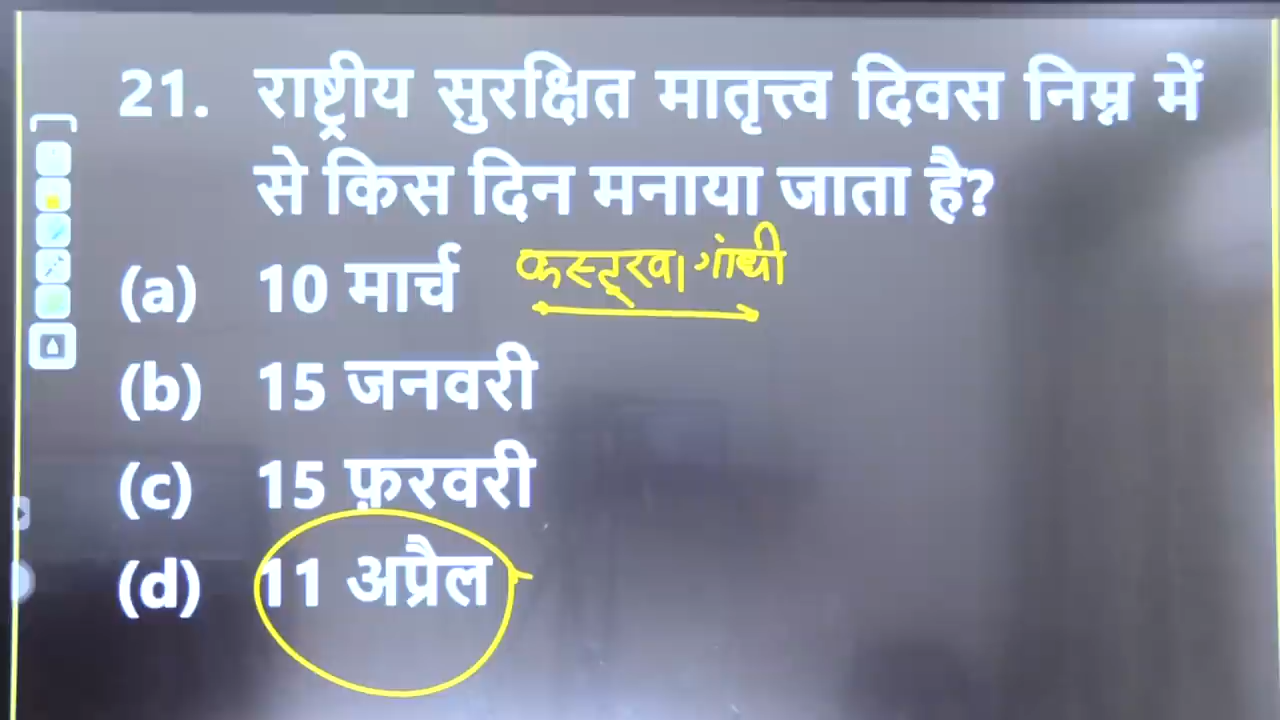 21. राष्ट्रीय सुरक्षित मातृत्त्व दिवस निम्न में
से किस दिन मनाया जाता है?
(a) 10 मार्च
कस्तूरबा गांधी
(b) 15 जनवरी
(c) 15 फ़रवरी
(d) 11 अप्रैल